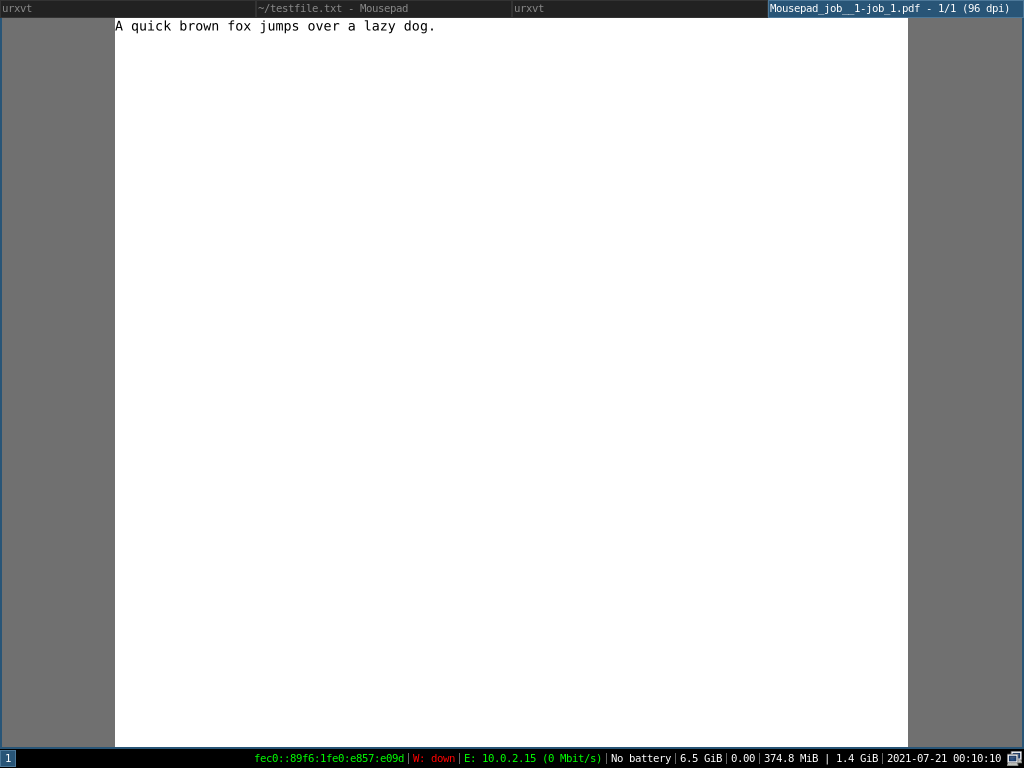 urxvt ~/testfile.txt - Mousepad urxvt Mousepad_job__1-job_1.pdf - 1/1 (96 dpi)
A quick brown fox jumps over a lazy dog.
1 fec0::89f6:1fe0:e857:e09d|W: down|E: 10.0.2.15 (0 Mbit/s)|No battery|6.5 GiB|0.00|374.8 MiB | 1.4 GiB|2021-07-21 00:10:10